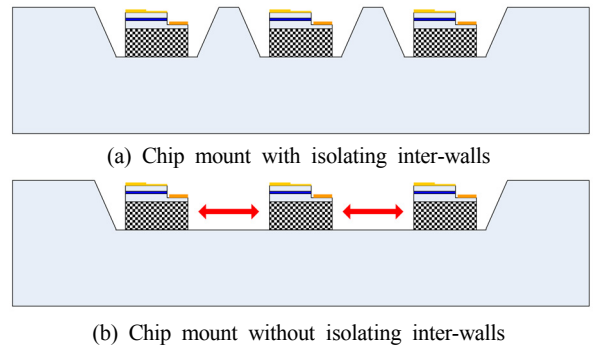 (a) Chip mount with isolating inter-walls
(b) Chip mount without isolating inter-walls